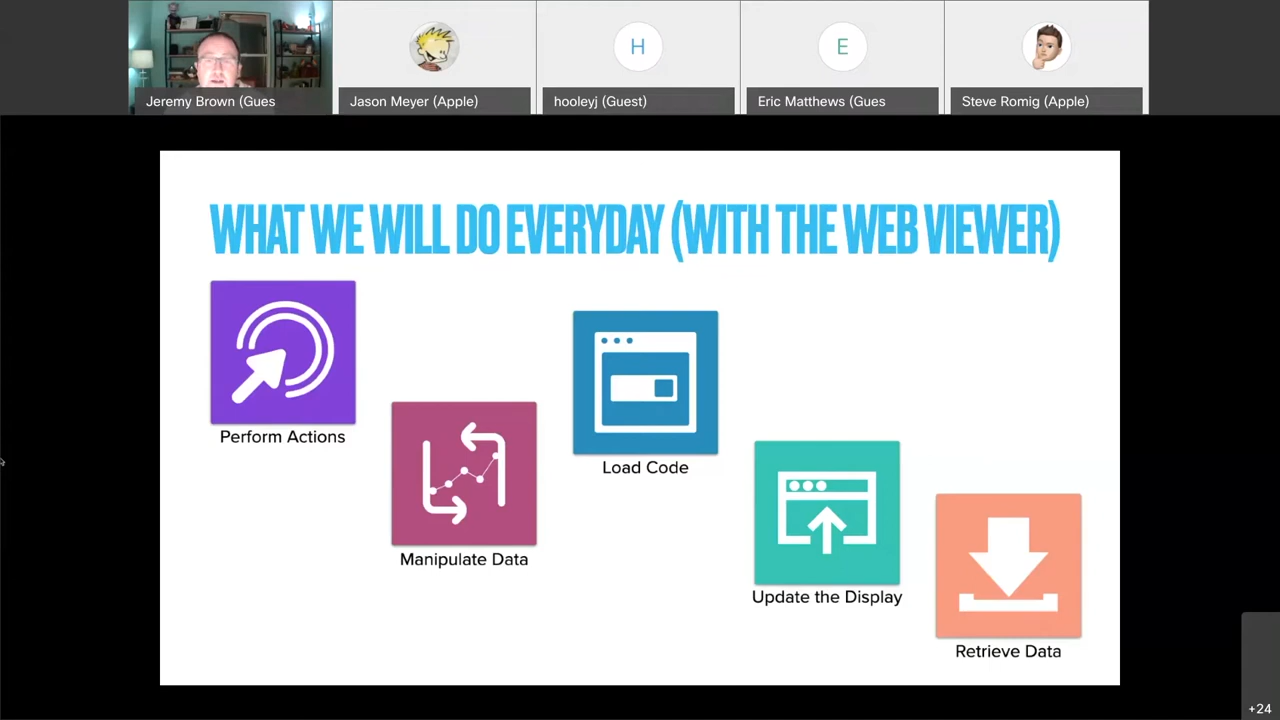 Jeremy Brown (Gues
Jason Meyer (Apple)
H
hooleyj (Guest)
E
Eric Matthews (Gues
Steve Romig (Apple)
WHAT WE WILL DO EVERYDAY (WITH THE WEB VIEWER)
Perform Actions
Manipulate Data
Load Code
Update the Display
Retrieve Data
+24